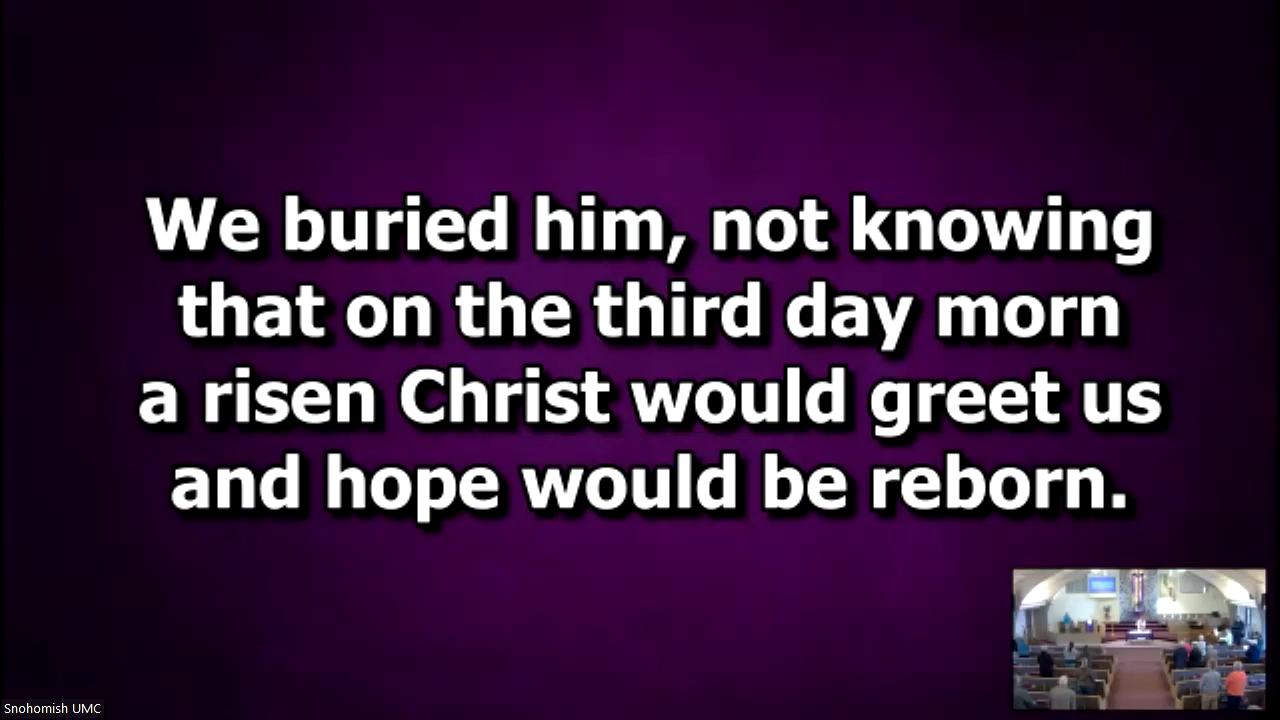 We buried him, not knowing
that on the third day morn
a risen Christ would greet us
and hope would be reborn.
Snohomish UMC